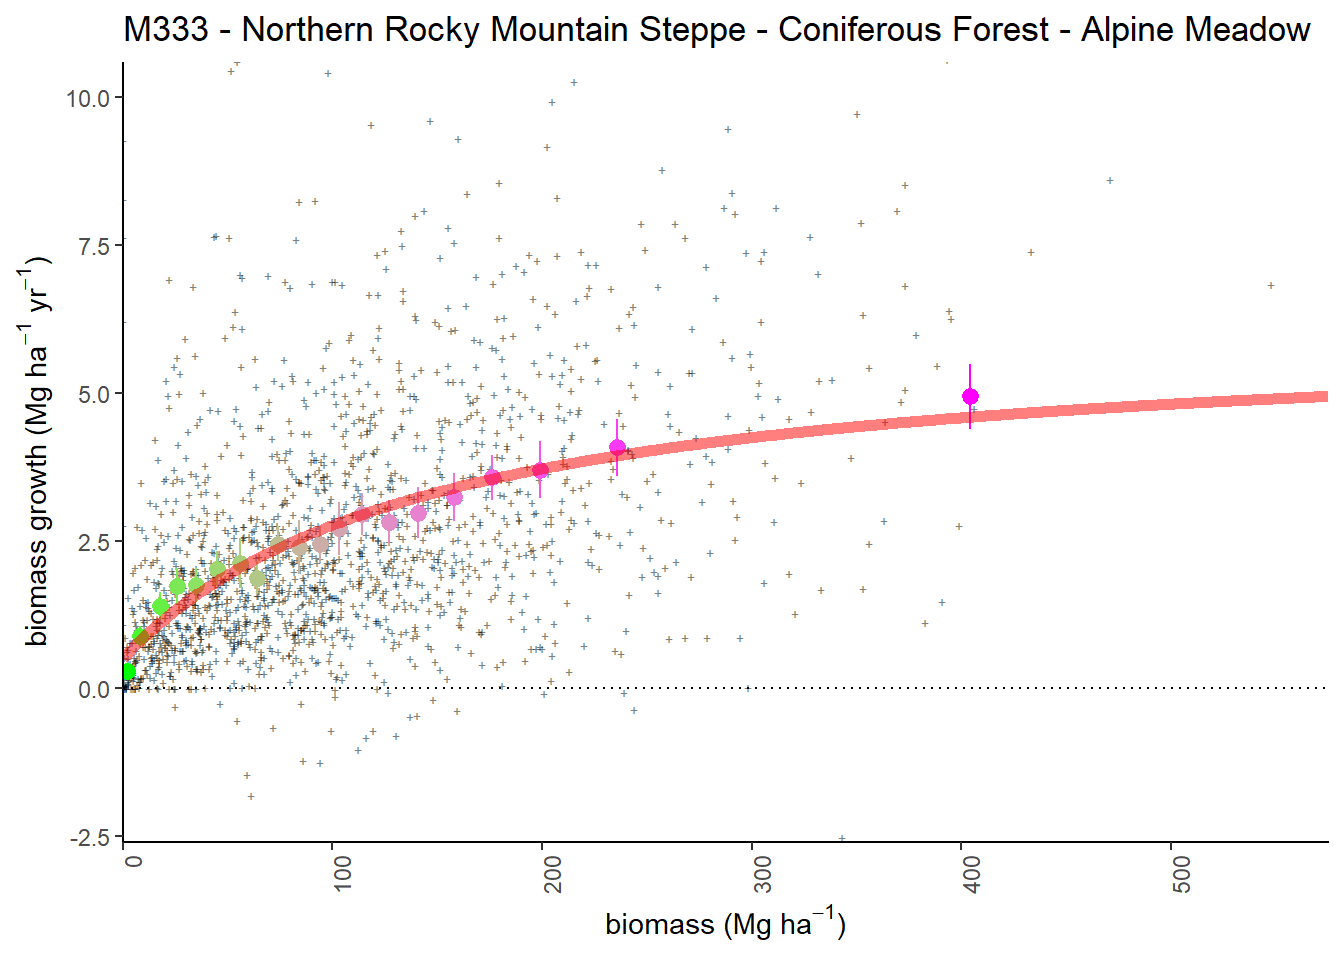 M333 - Northern Rocky Mountain Steppe - Coniferous Forest - Alpine Meadow
biomass growth (Mg ha⁻¹ yr⁻¹)
10.0
7.5
5.0
2.5
0.0
-2.5
0 100 200 300 400 500
biomass (Mg ha⁻¹)